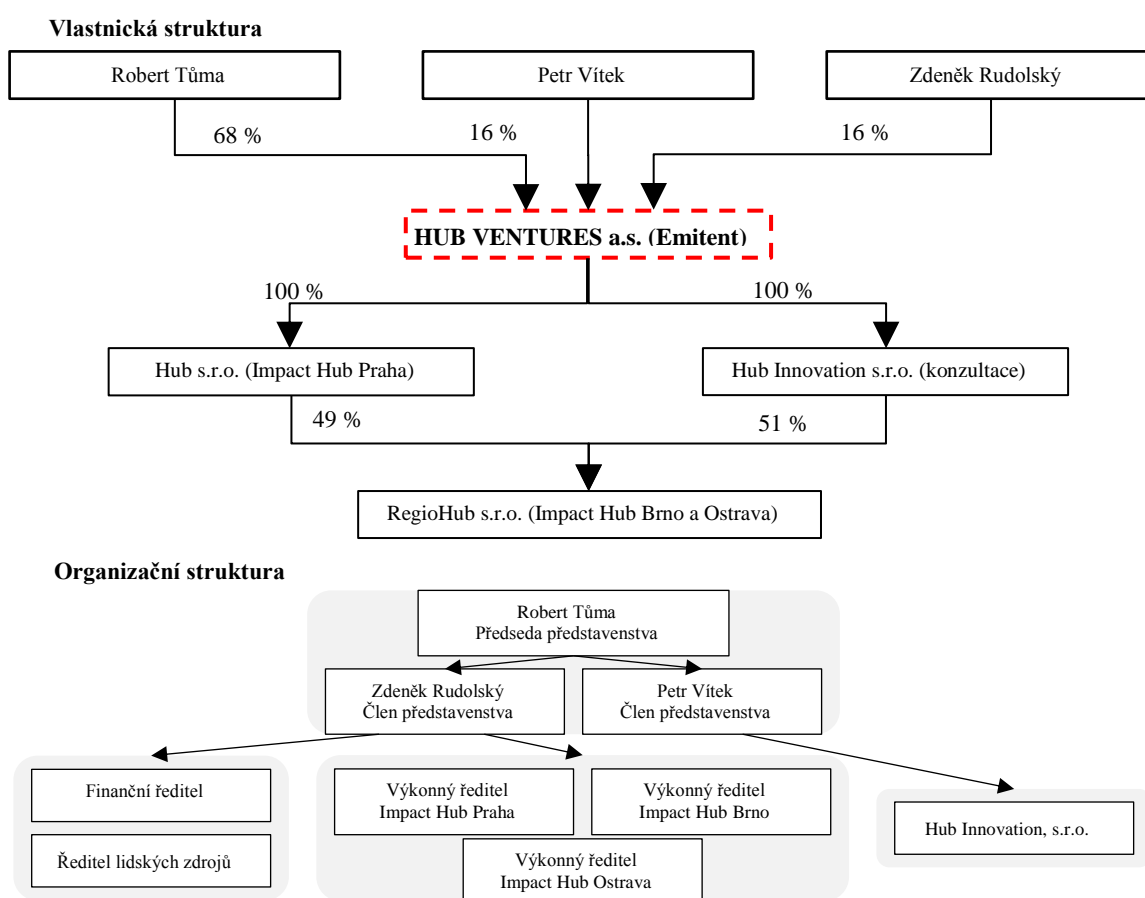 Vlastnická struktura
Robert Tůma
Petr Vítek
Zdeněk Rudolský
68 %
16 %
16 %
HUB VENTURES a.s. (Emitent)
100 %
100 %
Hub s.r.o. (Impact Hub Praha)
Hub Innovation s.r.o. (konzultace)
49 %
51 %
RegioHub s.r.o. (Impact Hub Brno a Ostrava)
Organizační struktura
Robert Tůma
Předseda představenstva
Zdeněk Rudolský
Člen představenstva
Petr Vítek
Člen představenstva
Finanční ředitel
Ředitel lidských zdrojů
Výkonný ředitel
Impact Hub Praha
Výkonný ředitel
Impact Hub Brno
Výkonný ředitel
Impact Hub Ostrava
Hub Innovation, s.r.o.